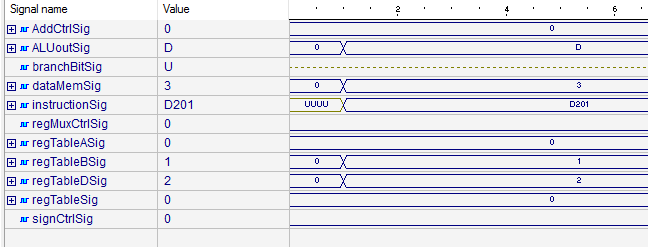 Signal name Value 2 4 6
AddCtrlSig 0 0
ALUoutSig D 0 D
branchBitSig U
dataMemSig 3 0 3
instructionSig D201 UUUU D201
regMuxCtrlSig 0
regTableASig 0 0
regTableBSig 1 0 1
regTableDSig 2 0 2
regTableSig 0 0
signCtrlSig 0